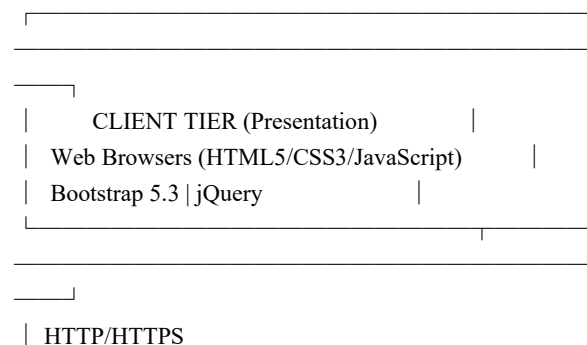 ┌─────────────────────────────
──────────────────────────────
───┐
│ CLIENT TIER (Presentation) │
│ Web Browsers (HTML5/CSS3/JavaScript) │
│ Bootstrap 5.3 | jQuery │
└───────────────────────┬─────
──────────────────────────────
───┘
│ HTTP/HTTPS